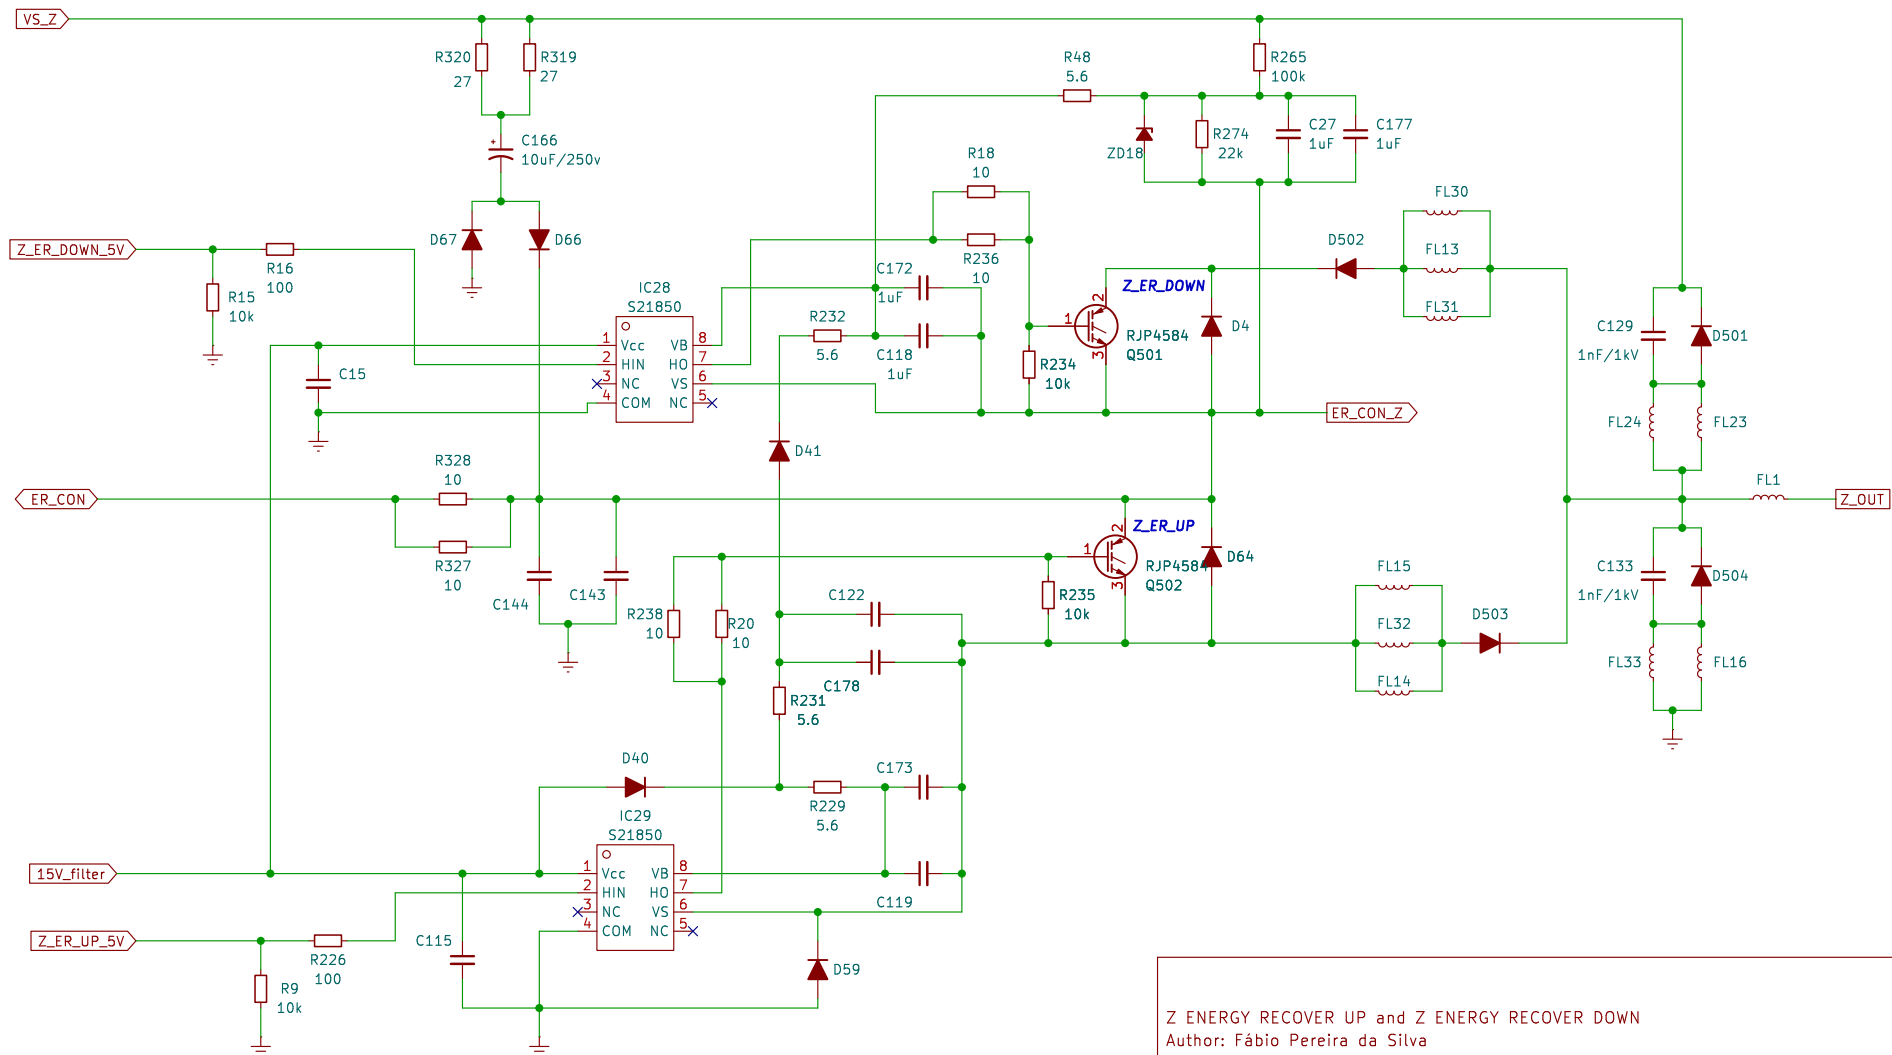 VS_Z
R320
27
R319
27
C166
10uF/250v
+
D67
D66
Z_ER_DOWN_5V
R16
100
R15
10k
R48
5.6
R265
100k
ZD18
R274
22k
C27
1uF
C177
1uF
R18
10
R236
10
C172
1uF
R232
5.6
C118
1uF
IC28
S21850
1 Vcc VB 8
2 HIN HO 7
3 NC VS 6
4 COM NC 5
C15
Z_ER_DOWN
1
2
3
RJP4584
Q501
R234
10k
D4
D502
FL30
FL13
FL31
C129
1nF/1kV
D501
FL24
FL23
ER_CON_Z
D41
R328
10
ER_CON
R327
10
C144
C143
FL1
Z_OUT
Z_ER_UP
1
2
3
RJP4584
Q502
D64
R235
10k
R238
10
R20
10
C122
C178
R231
5.6
FL15
FL32
FL14
D503
C133
1nF/1kV
D504
FL33
FL16
D40
C173
R229
5.6
IC29
S21850
1 Vcc VB 8
2 HIN HO 7
3 NC VS 6
4 COM NC 5
C119
15V_filter
Z_ER_UP_5V
R226
100
R9
10k
C115
D59
Z ENERGY RECOVER UP and Z ENERGY RECOVER DOWN
Author: Fábio Pereira da Silva